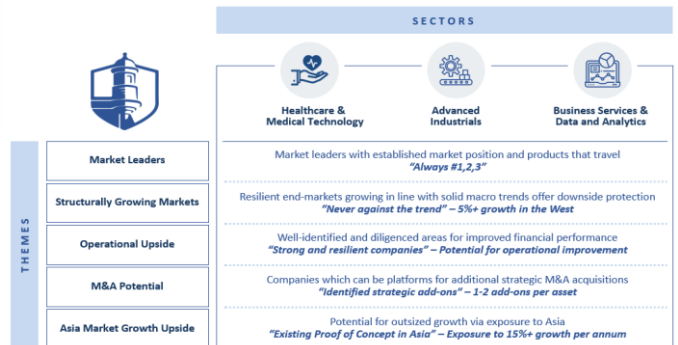 SECTORS
Healthcare &
Medical Technology
Advanced
Industrials
Business Services &
Data and Analytics
THEMES
Market Leaders
Market leaders with established market position and products that travel
“Always #1,2,3”
Structurally Growing Markets
Resilient end-markets growing in line with solid macro trends offer downside protection
“Never against the trend” – 5%+ growth in the West
Operational Upside
Well-identified and diligenced areas for improved financial performance
“Strong and resilient companies” – Potential for operational improvement
M&A Potential
Companies which can be platforms for additional strategic M&A acquisitions
“Identified strategic add-ons” – 1-2 add-ons per asset
Asia Market Growth Upside
Potential for outsized growth via exposure to Asia
“Existing Proof of Concept in Asia” – Exposure to 15%+ growth per annum